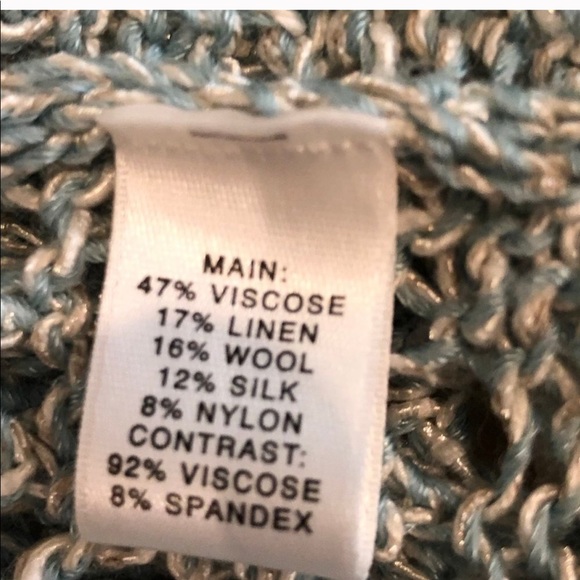 MAIN:
47% VISCOSE
17% LINEN
16% WOOL
12% SILK
8% NYLON
CONTRAST:
92% VISCOSE
8% SPANDEX